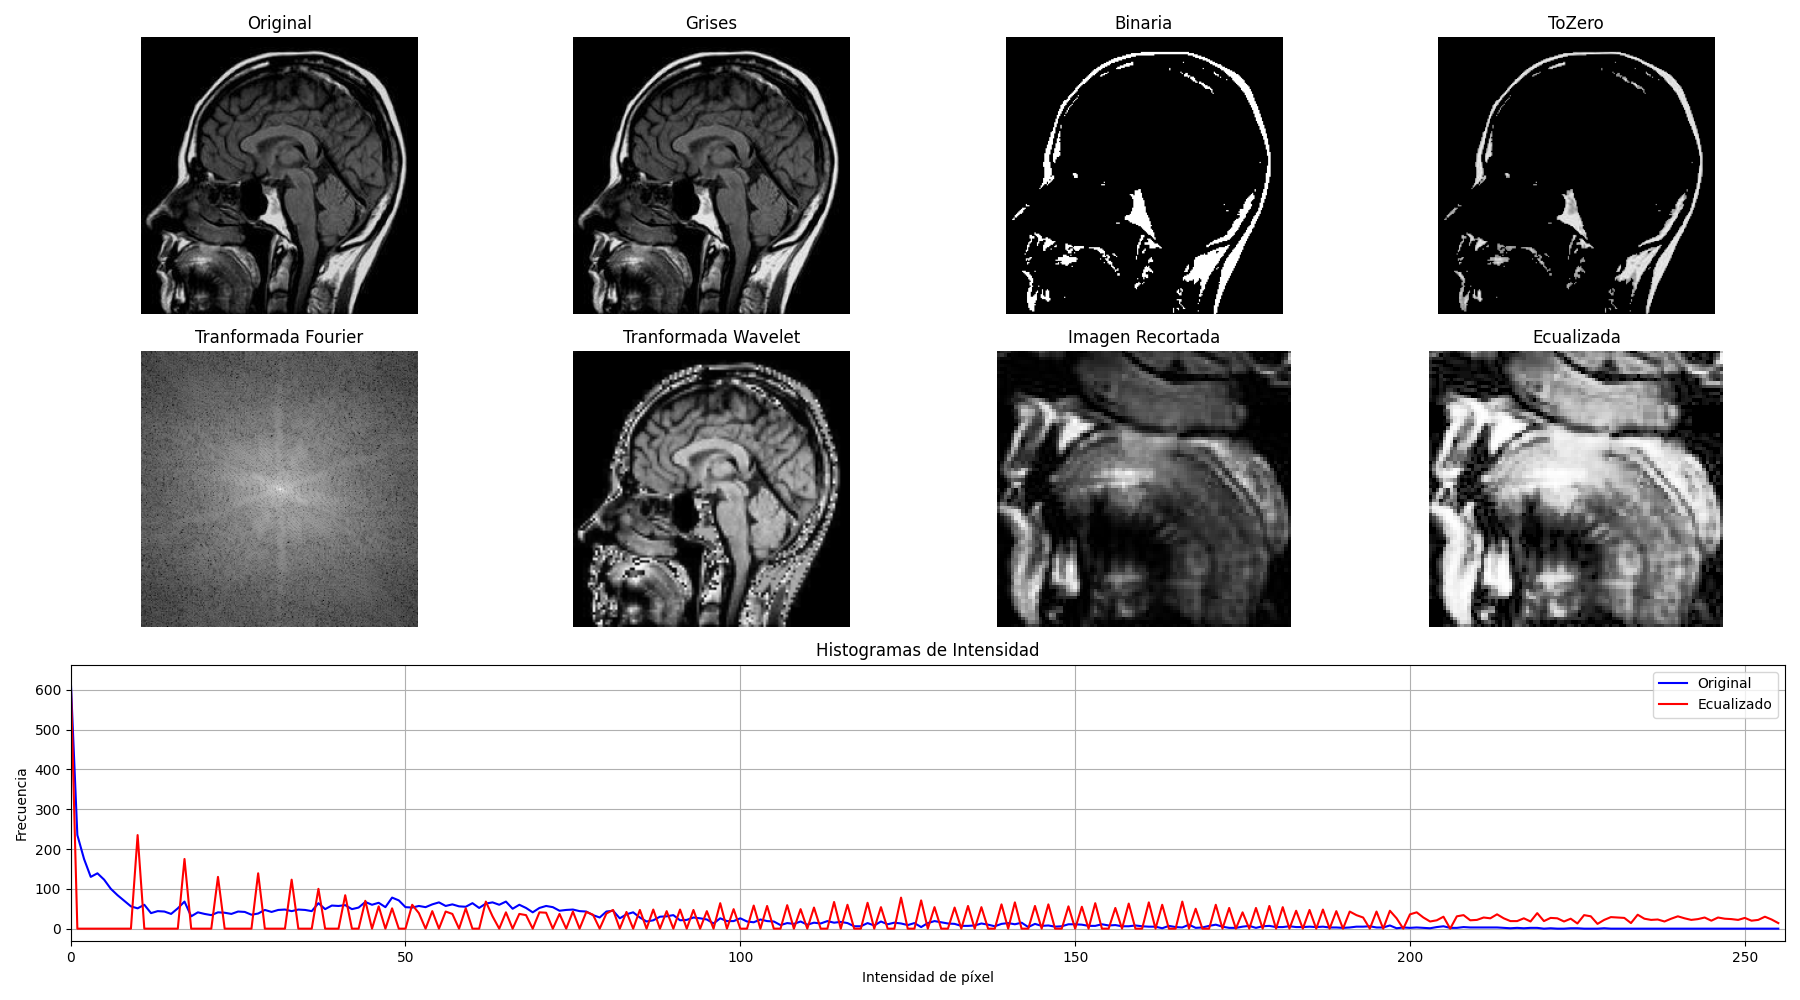 Original
Grises
Binaria
ToZero
Tranformada Fourier
Tranformada Wavelet
Imagen Recortada
Ecualizada
Histogramas de Intensidad
Frecuencia
600
500
400
300
200
100
0
Original
Ecualizado
0
50
100
150
200
250
Intensidad de píxel